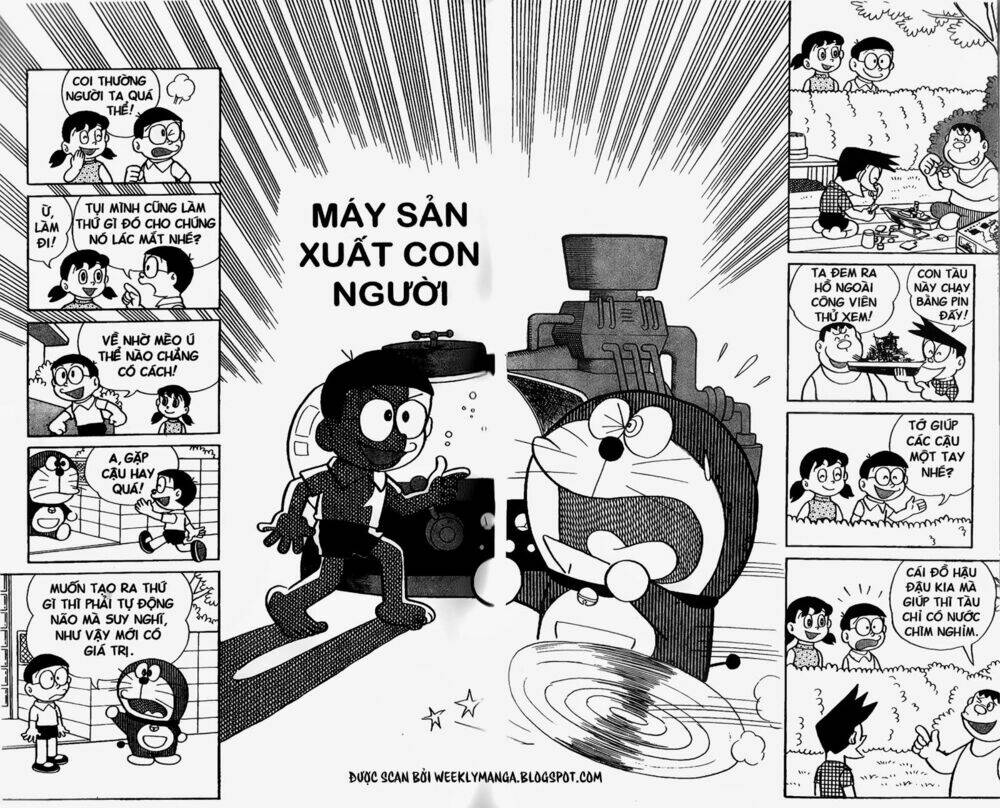 MÁY SẢN
XUẤT CON
NGƯỜI
CON TÀU
NÀY CHẠY
BẰNG PIN
ĐẤY!
TA ĐEM RA
HỒ NGOÀI
CÔNG VIÊN
THỬ XEM!
TỚ GIÚP
CÁC CẬU
MỘT TAY
NHÉ?
CÁI ĐỒ HẬU
ĐẬU KIA MÀ
GIÚP THÌ TÀU
CHỈ CÓ NƯỚC
CHÌM NGHỈM.
COI THƯỜNG
NGƯỜI TA QUÁ
THỂ!
TỤI MÌNH CŨNG LÀM
THỨ GÌ ĐÓ CHO CHÚNG
NÓ LÁC MẮT NHÉ?
Ừ,
LÀM
ĐI!
VỀ NHỜ MÈO Ú
THẾ NÀO CHẲNG
CÓ CÁCH!
A, GẶP
CẬU HAY
QUÁ!
MUỐN TẠO RA THỨ
GÌ THÌ PHẢI TỰ ĐỘNG
NÃO MÀ SUY NGHĨ,
NHƯ VẬY MỚI CÓ
GIÁ TRỊ.
ĐƯỢC SCAN BỞI WEEKLYMANGA.BLOGSPOT.COM